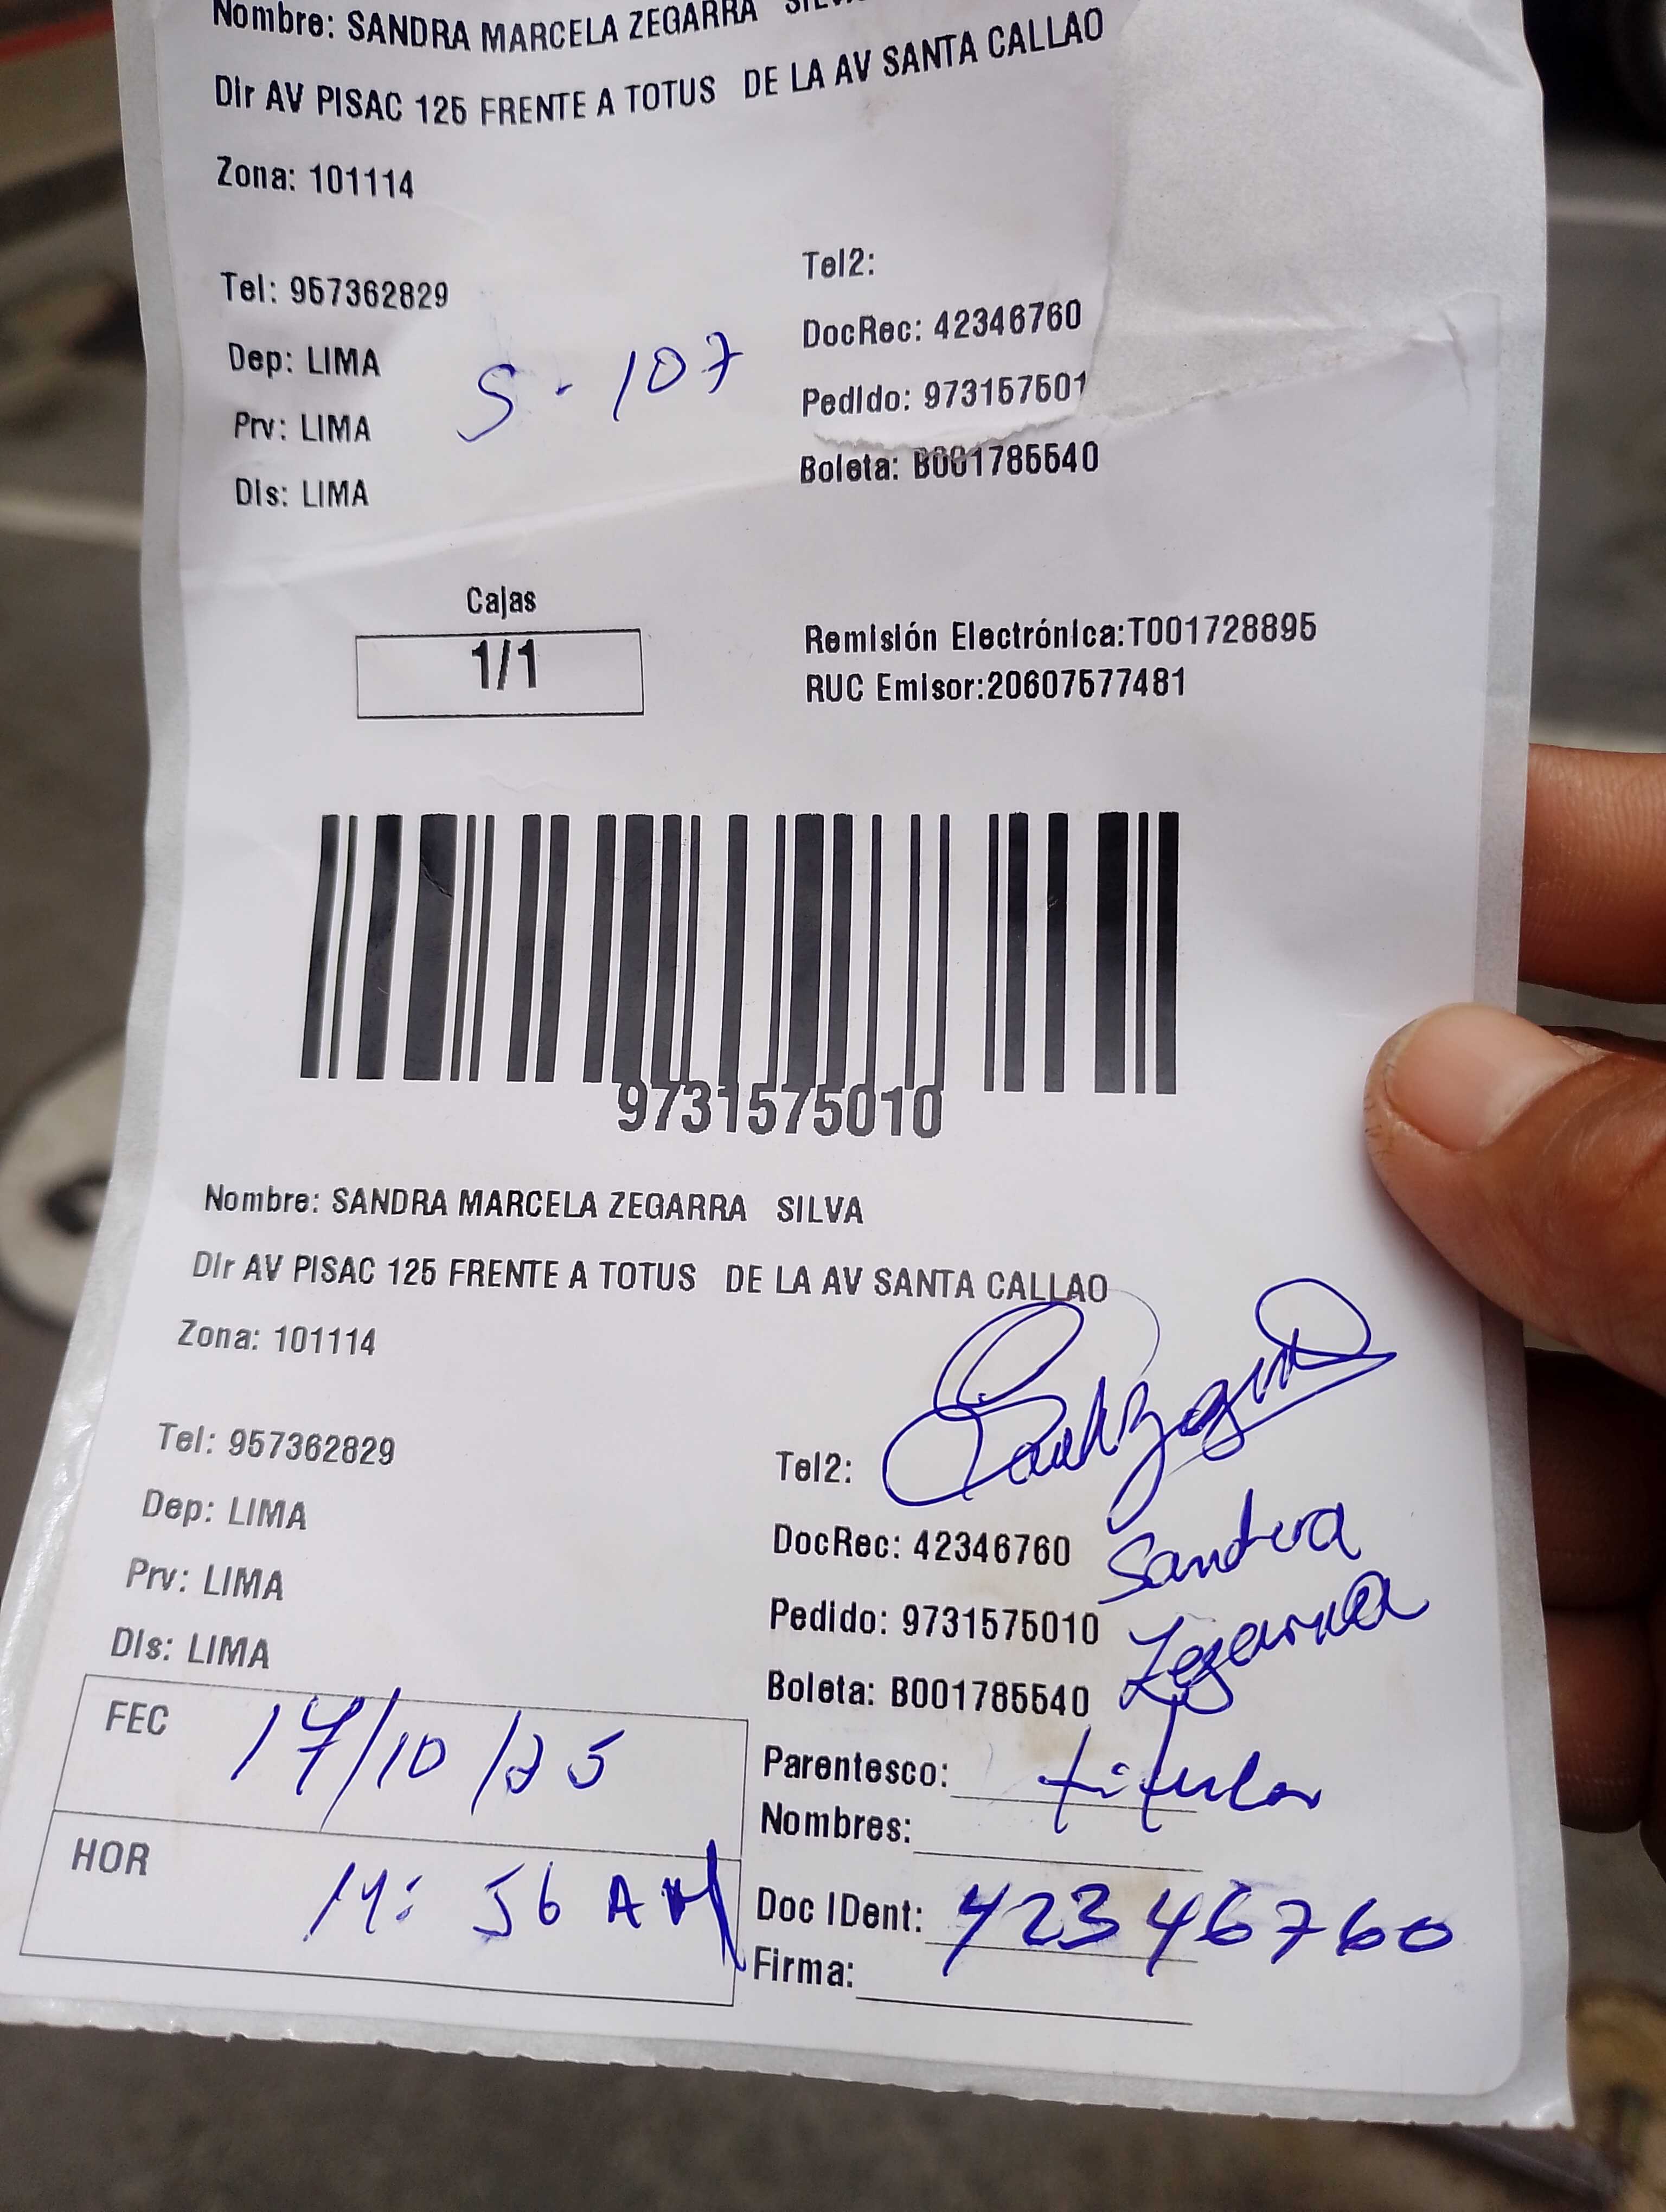 Nombre: SANDRA MARCELA ZEGARRA
Dir AV PISAC 125 FRENTE A TOTUS DE LA AV SANTA CALLAO
Zona: 101114
Tel: 957362829
Tel2:
Dep: LIMA
DocRec: 42346760
S - 107
Prv: LIMA
Pedido: 973157501
Dis: LIMA
Boleta: B001785540
Cajas
1/1
Remisión Electrónica:T001728895
RUC Emisor:20607577481
9731575010
Nombre: SANDRA MARCELA ZEGARRA SILVA
Dir AV PISAC 125 FRENTE A TOTUS DE LA AV SANTA CALLAO
Zona: 101114
Tel: 957362829
Tel2:
Dep: LIMA
DocRec: 42346760 Sandra
Prv: LIMA
Pedido: 9731575010 Zegarra
Dis: LIMA
Boleta: B001785540
FEC 17/10/25
Parentesco: titular
Nombres:
HOR 11: 56 AM
Doc IDent: 42346760
Firma: